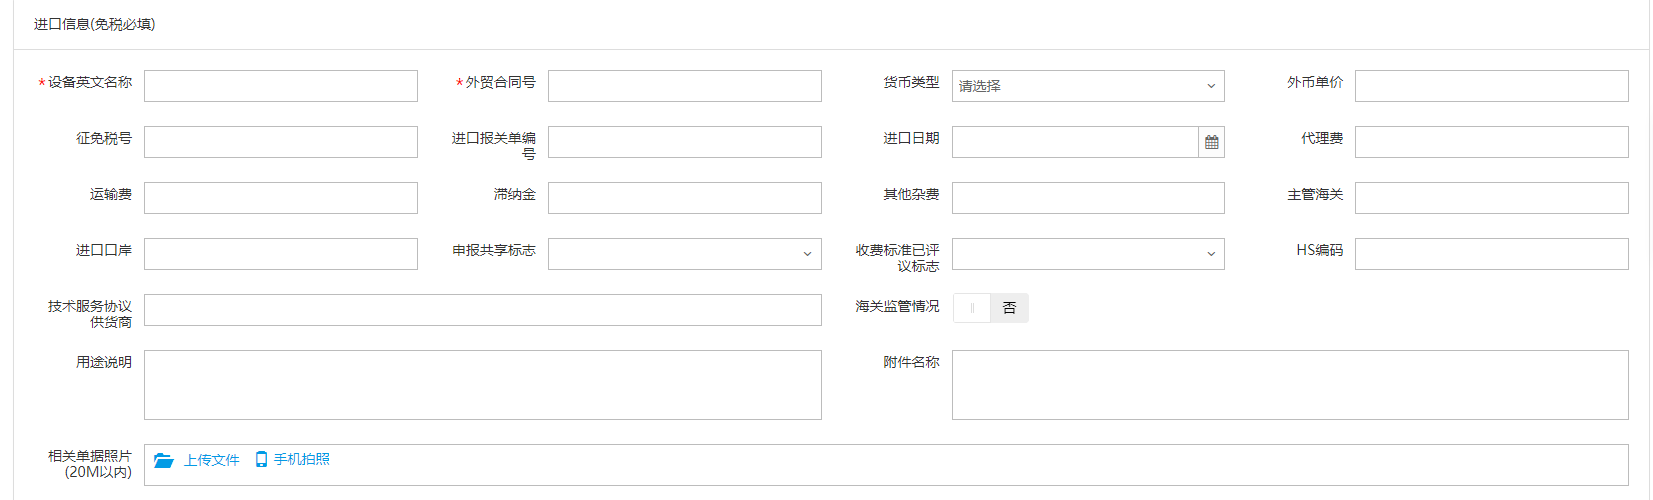 进口信息(免税必填)
*设备英文名称
*外贸合同号
货币类型
请选择
外币单价
征免税号
进口报关单编
号
进口日期
代理费
运输费
滞纳金
其他杂费
主管海关
进口口岸
申报共享标志
收费标准已评
议标志
HS编码
技术服务协议
供货商
海关监管情况
否
用途说明
附件名称
相关单据照片
(20M以内)
上传文件
手机拍照